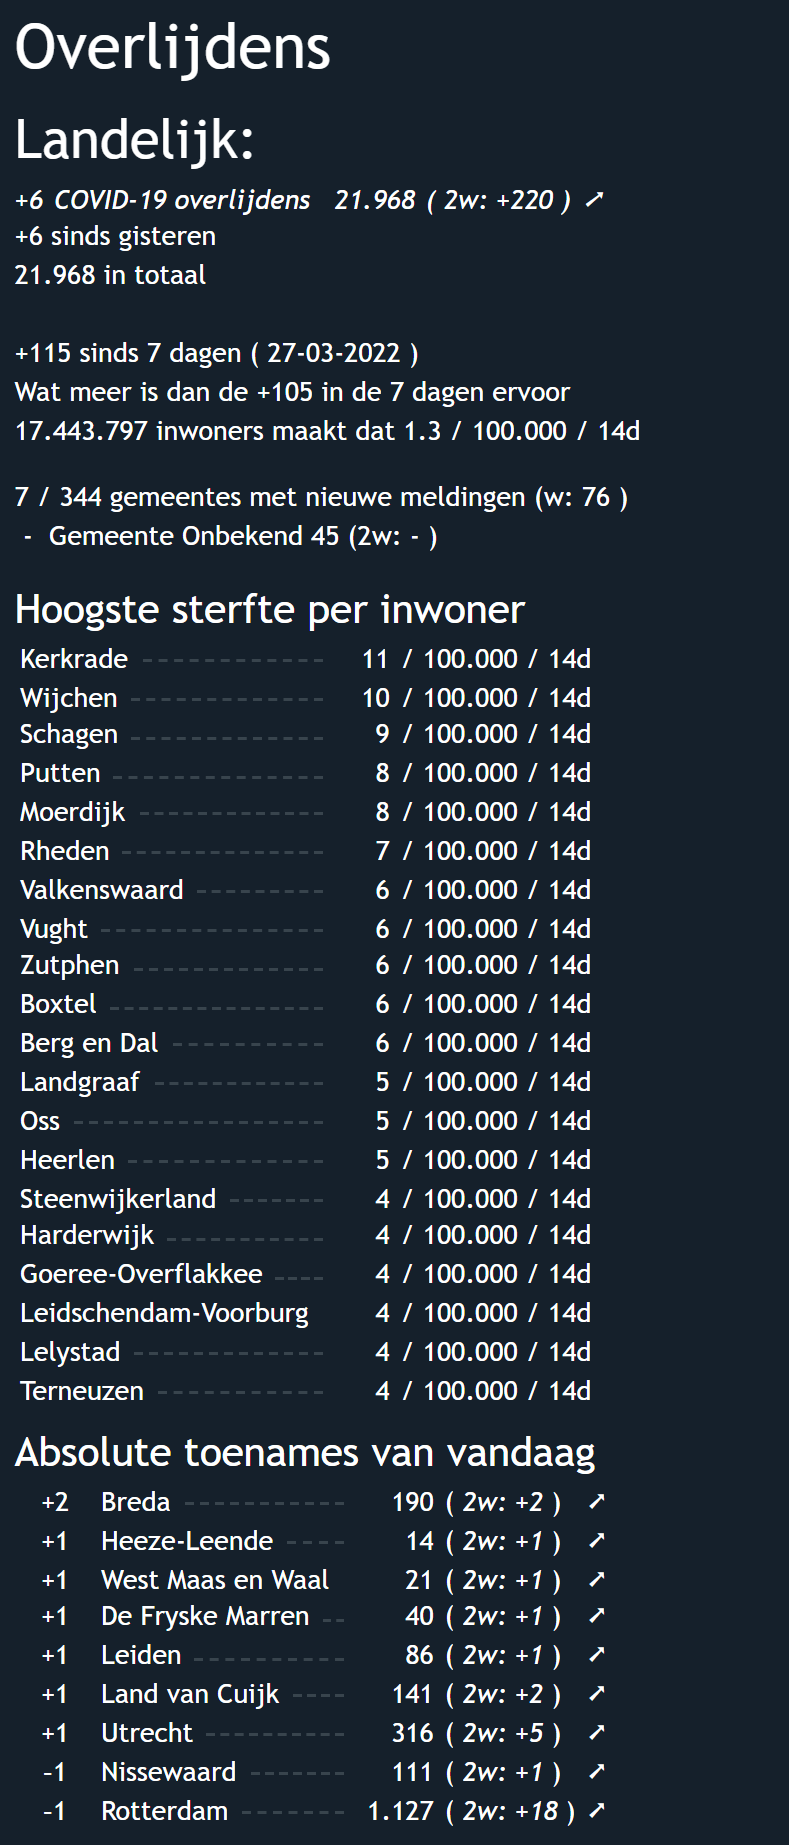 Overlijdens
Landelijk:
+6 COVID-19 overlijdens 21.968 ( 2w: +220 ) ➚
+6 sinds gisteren
21.968 in totaal
+115 sinds 7 dagen ( 27-03-2022 )
Wat meer is dan de +105 in de 7 dagen ervoor
17.443.797 inwoners maakt dat 1.3 / 100.000 / 14d
7 / 344 gemeentes met nieuwe meldingen (w: 76 )
- Gemeente Onbekend 45 (2w: - )
Hoogste sterfte per inwoner
Kerkrade ------------ 11 / 100.000 / 14d
Wijchen ------------ 10 / 100.000 / 14d
Schagen ------------ 9 / 100.000 / 14d
Putten ------------- 8 / 100.000 / 14d
Moerdijk ----------- 8 / 100.000 / 14d
Rheden ------------- 7 / 100.000 / 14d
Valkenswaard -------- 6 / 100.000 / 14d
Vught -------------- 6 / 100.000 / 14d
Zutphen ------------ 6 / 100.000 / 14d
Boxtel ------------- 6 / 100.000 / 14d
Berg en Dal ---------- 6 / 100.000 / 14d
Landgraaf ----------- 5 / 100.000 / 14d
Oss ---------------- 5 / 100.000 / 14d
Heerlen ------------ 5 / 100.000 / 14d
Steenwijkerland ------ 4 / 100.000 / 14d
Harderwijk ---------- 4 / 100.000 / 14d
Goeree-Overflakkee ---- 4 / 100.000 / 14d
Leidschendam-Voorburg 4 / 100.000 / 14d
Lelystad ------------ 4 / 100.000 / 14d
Terneuzen ----------- 4 / 100.000 / 14d
Absolute toenames van vandaag
+2 Breda ---------- 190 ( 2w: +2 ) ➚
+1 Heeze-Leende ---- 14 ( 2w: +1 ) ➚
+1 West Maas en Waal 21 ( 2w: +1 ) ➚
+1 De Fryske Marren -- 40 ( 2w: +1 ) ➚
+1 Leiden ---------- 86 ( 2w: +1 ) ➚
+1 Land van Cuijk ---- 141 ( 2w: +2 ) ➚
+1 Utrecht --------- 316 ( 2w: +5 ) ➚
-1 Nissewaard ------ 111 ( 2w: +1 ) ➚
-1 Rotterdam ------- 1.127 ( 2w: +18 ) ➚